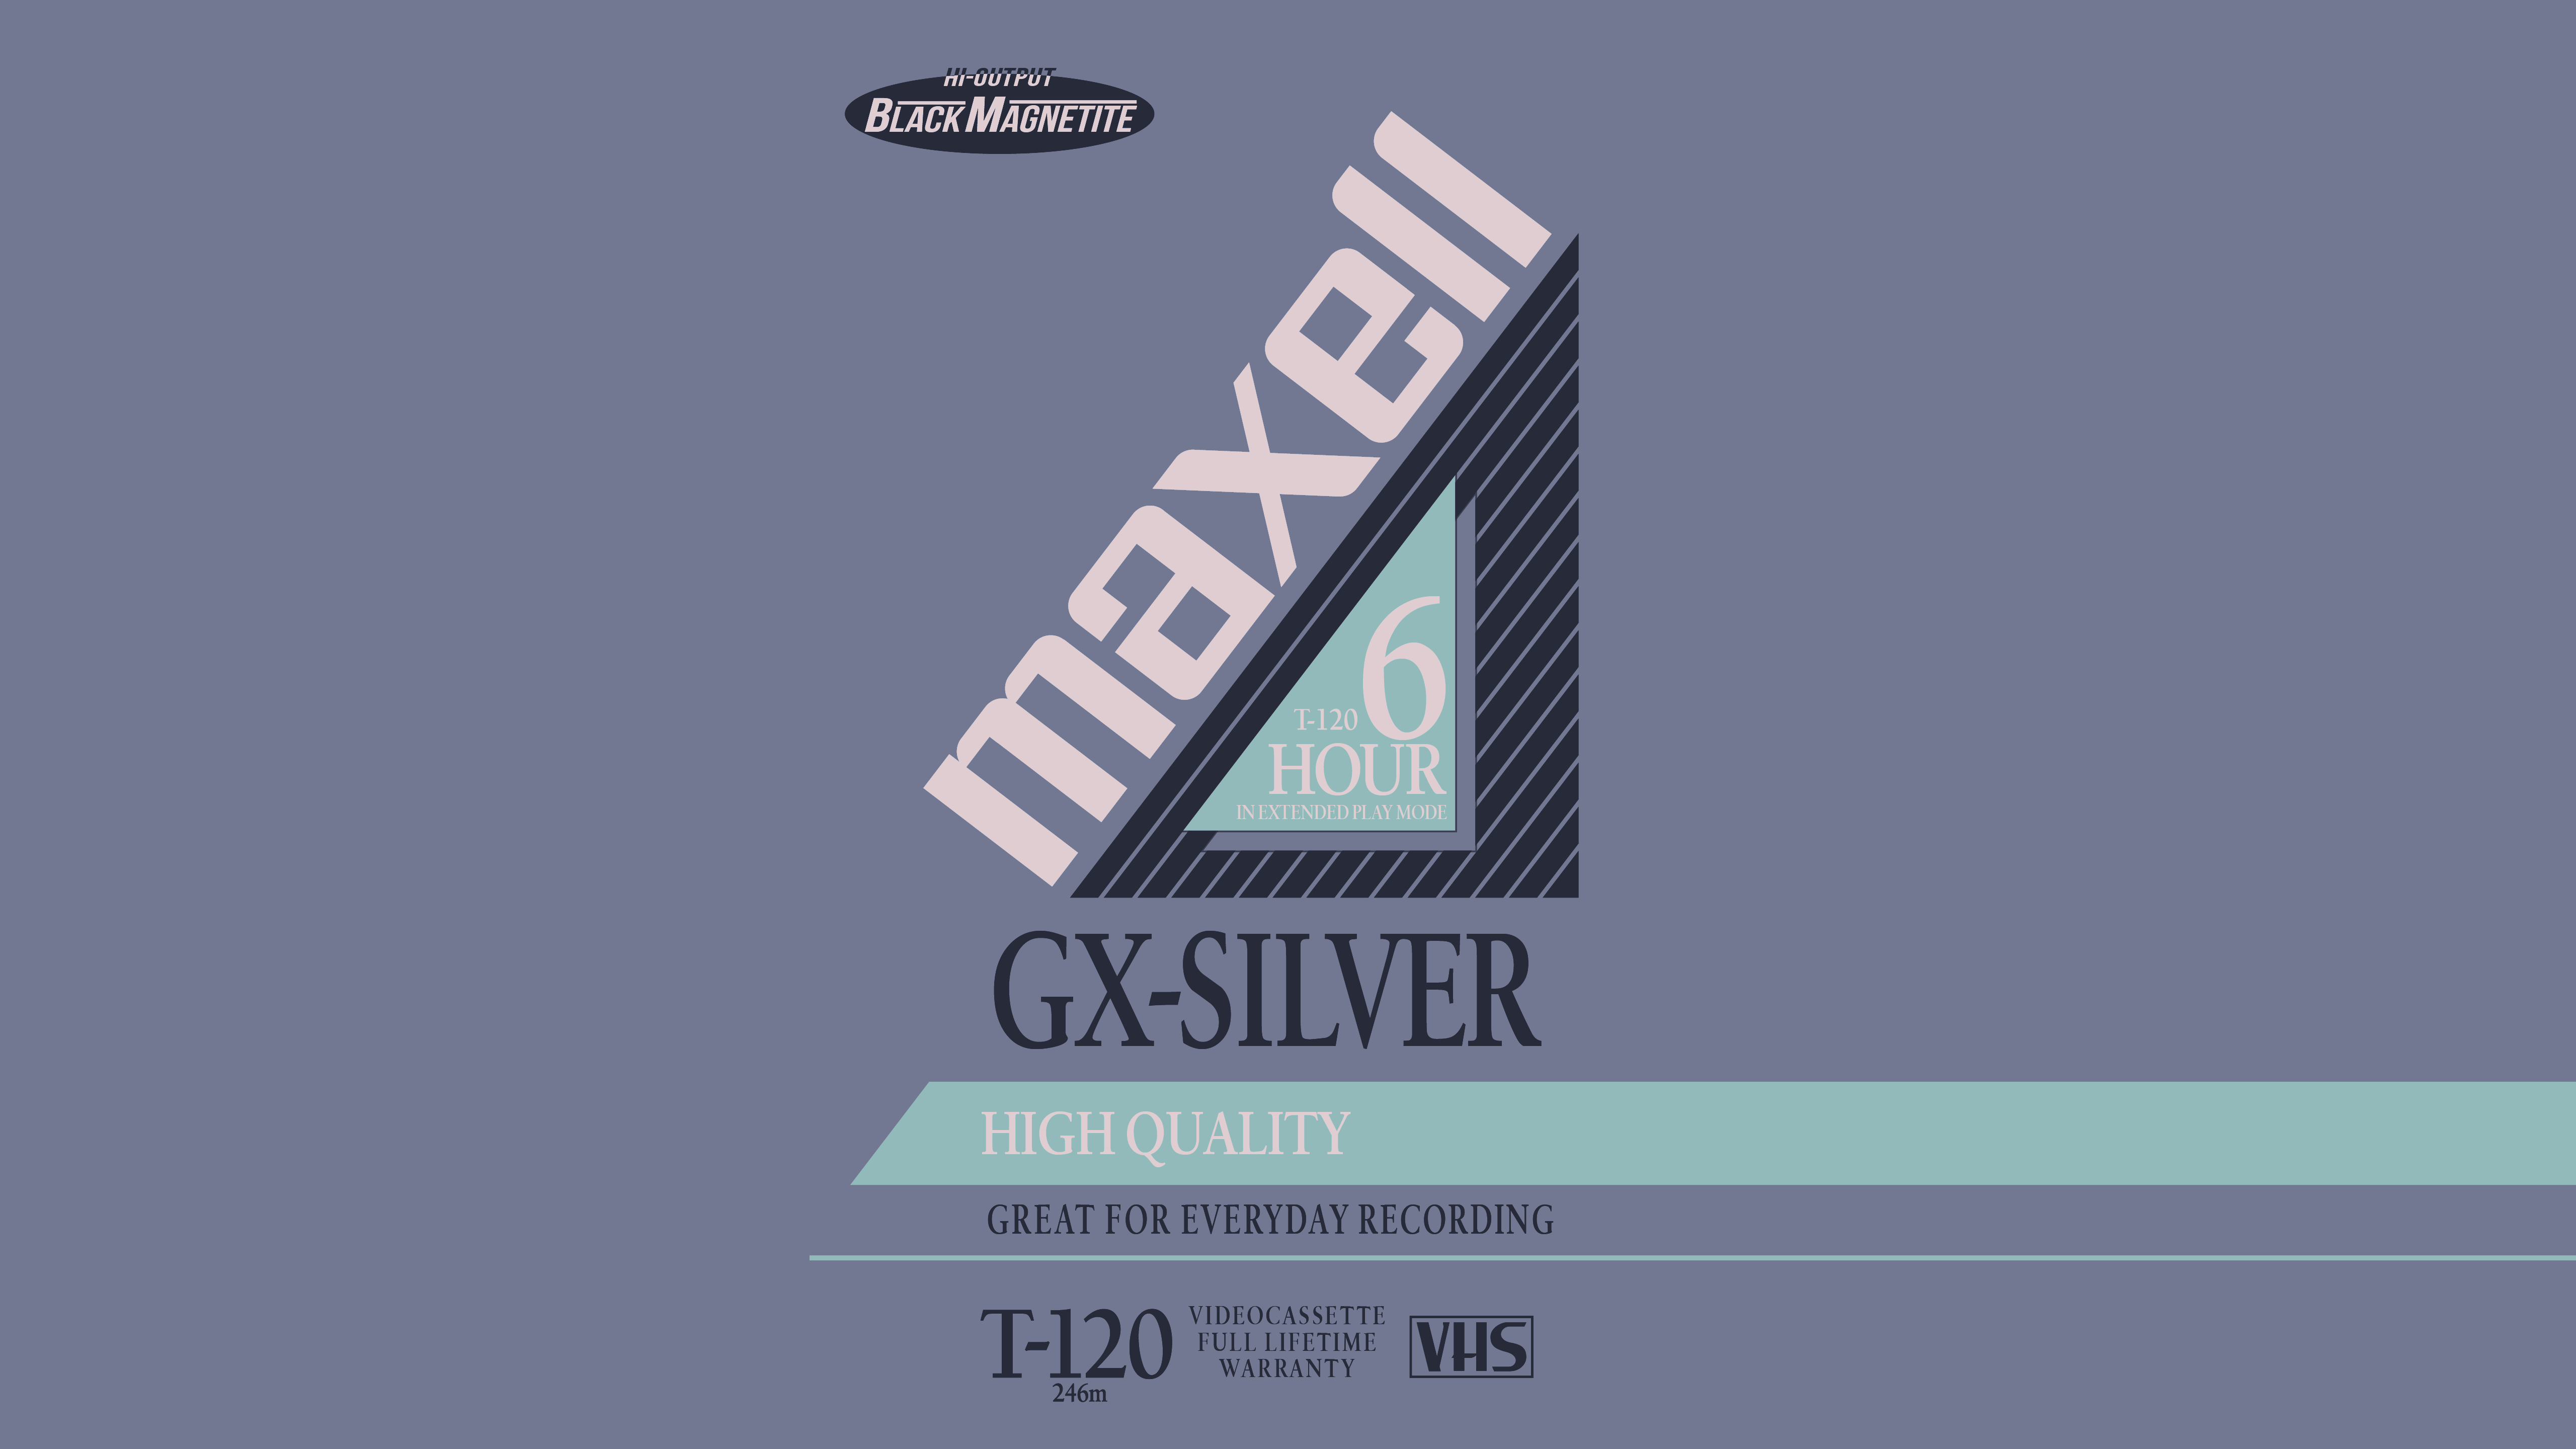 HI-OUTPUT
BLACK MAGNETITE
maxell
6
T-120
HOUR
IN EXTENDED PLAY MODE
GX-SILVER
HIGH QUALITY
GREAT FOR EVERYDAY RECORDING
T-120
246m
VIDEOCASSETTE
FULL LIFETIME
WARRANTY
VHS